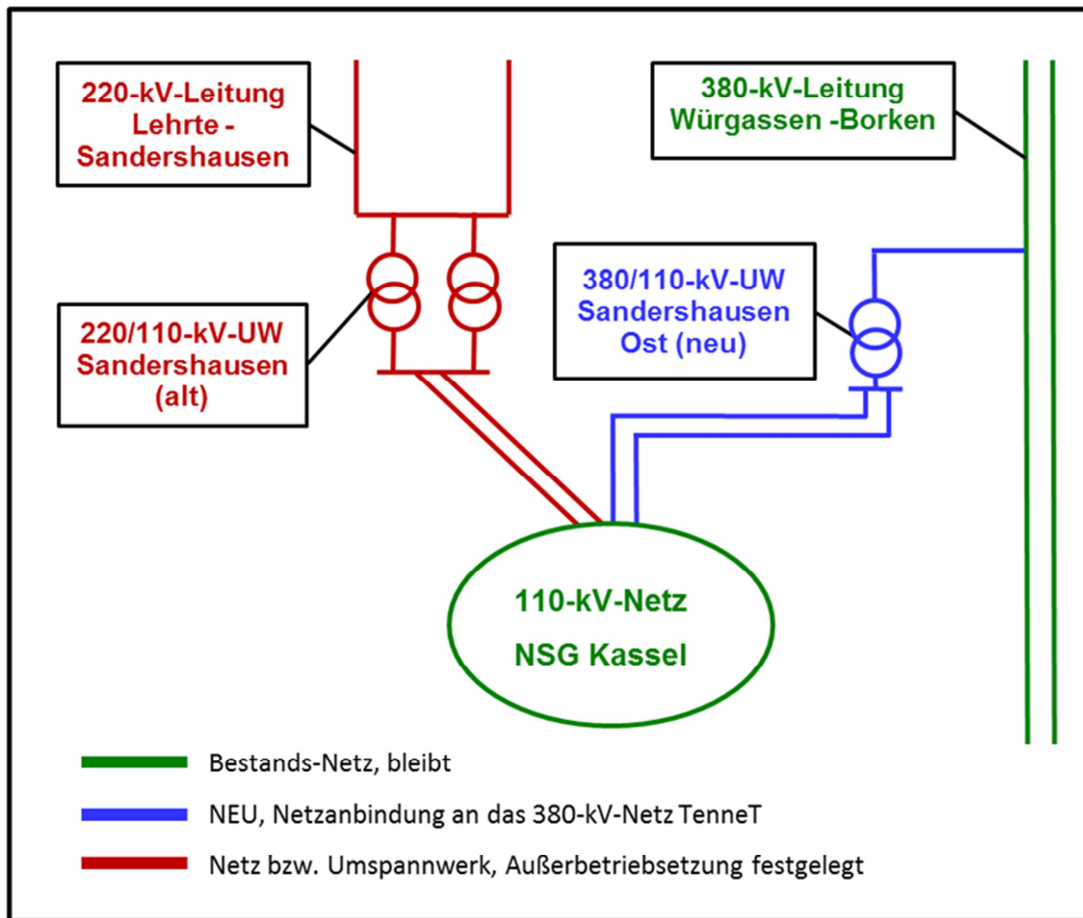 220-kV-Leitung
Lehrte -
Sandershausen
380-kV-Leitung
Würgassen -Borken
220/110-kV-UW
Sandershausen
(alt)
380/110-kV-UW
Sandershausen
Ost (neu)
110-kV-Netz
NSG Kassel
Bestands-Netz, bleibt
NEU, Netzanbindung an das 380-kV-Netz TenneT
Netz bzw. Umspannwerk, Außerbetriebsetzung festgelegt